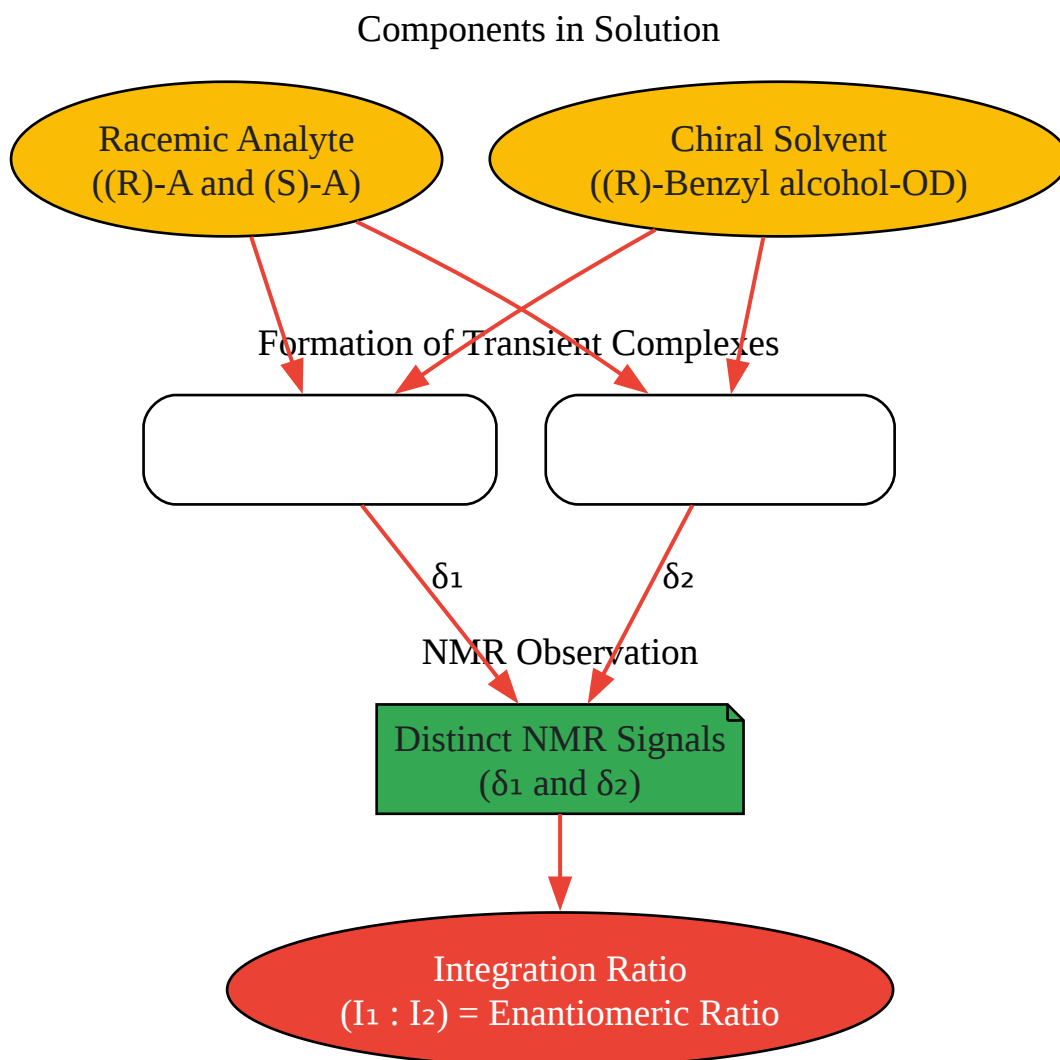 Components in Solution
Racemic Analyte
((R)-A and (S)-A)
Chiral Solvent
((R)-Benzyl alcohol-OD)
Formation of Transient Complexes
δ₁
δ₂
NMR Observation
Distinct NMR Signals
(δ₁ and δ₂)
Integration Ratio
(I₁ : I₂) = Enantiomeric Ratio